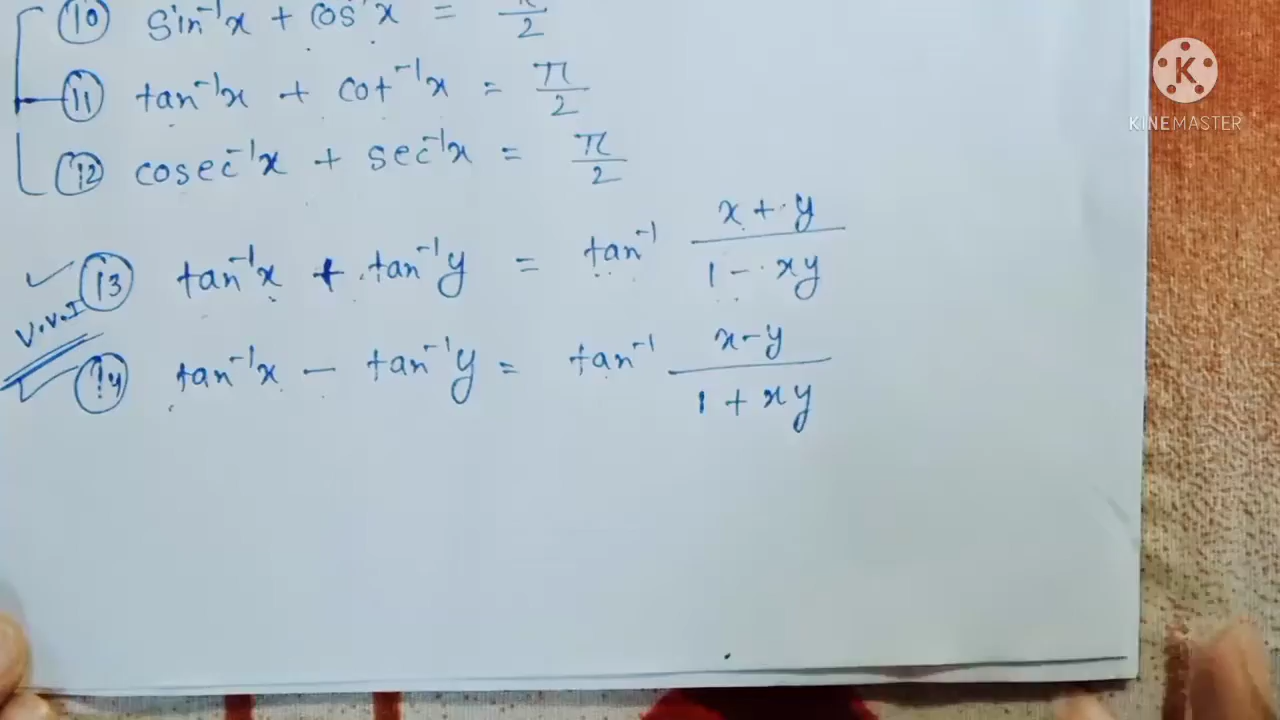 ⑩ sin⁻¹x + cos⁻¹x = π/2
⑪ tan⁻¹x + cot⁻¹x = π/2
⑫ cosec⁻¹x + sec⁻¹x = π/2
⑬ tan⁻¹x + tan⁻¹y = tan⁻¹ (x + y)/(1 - xy)
V.V.I
⑭ tan⁻¹x - tan⁻¹y = tan⁻¹ (x-y)/(1 + xy)
K
KINEMASTER